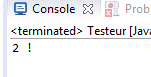 Console Prob
<terminated> Testeur [Java
2 !